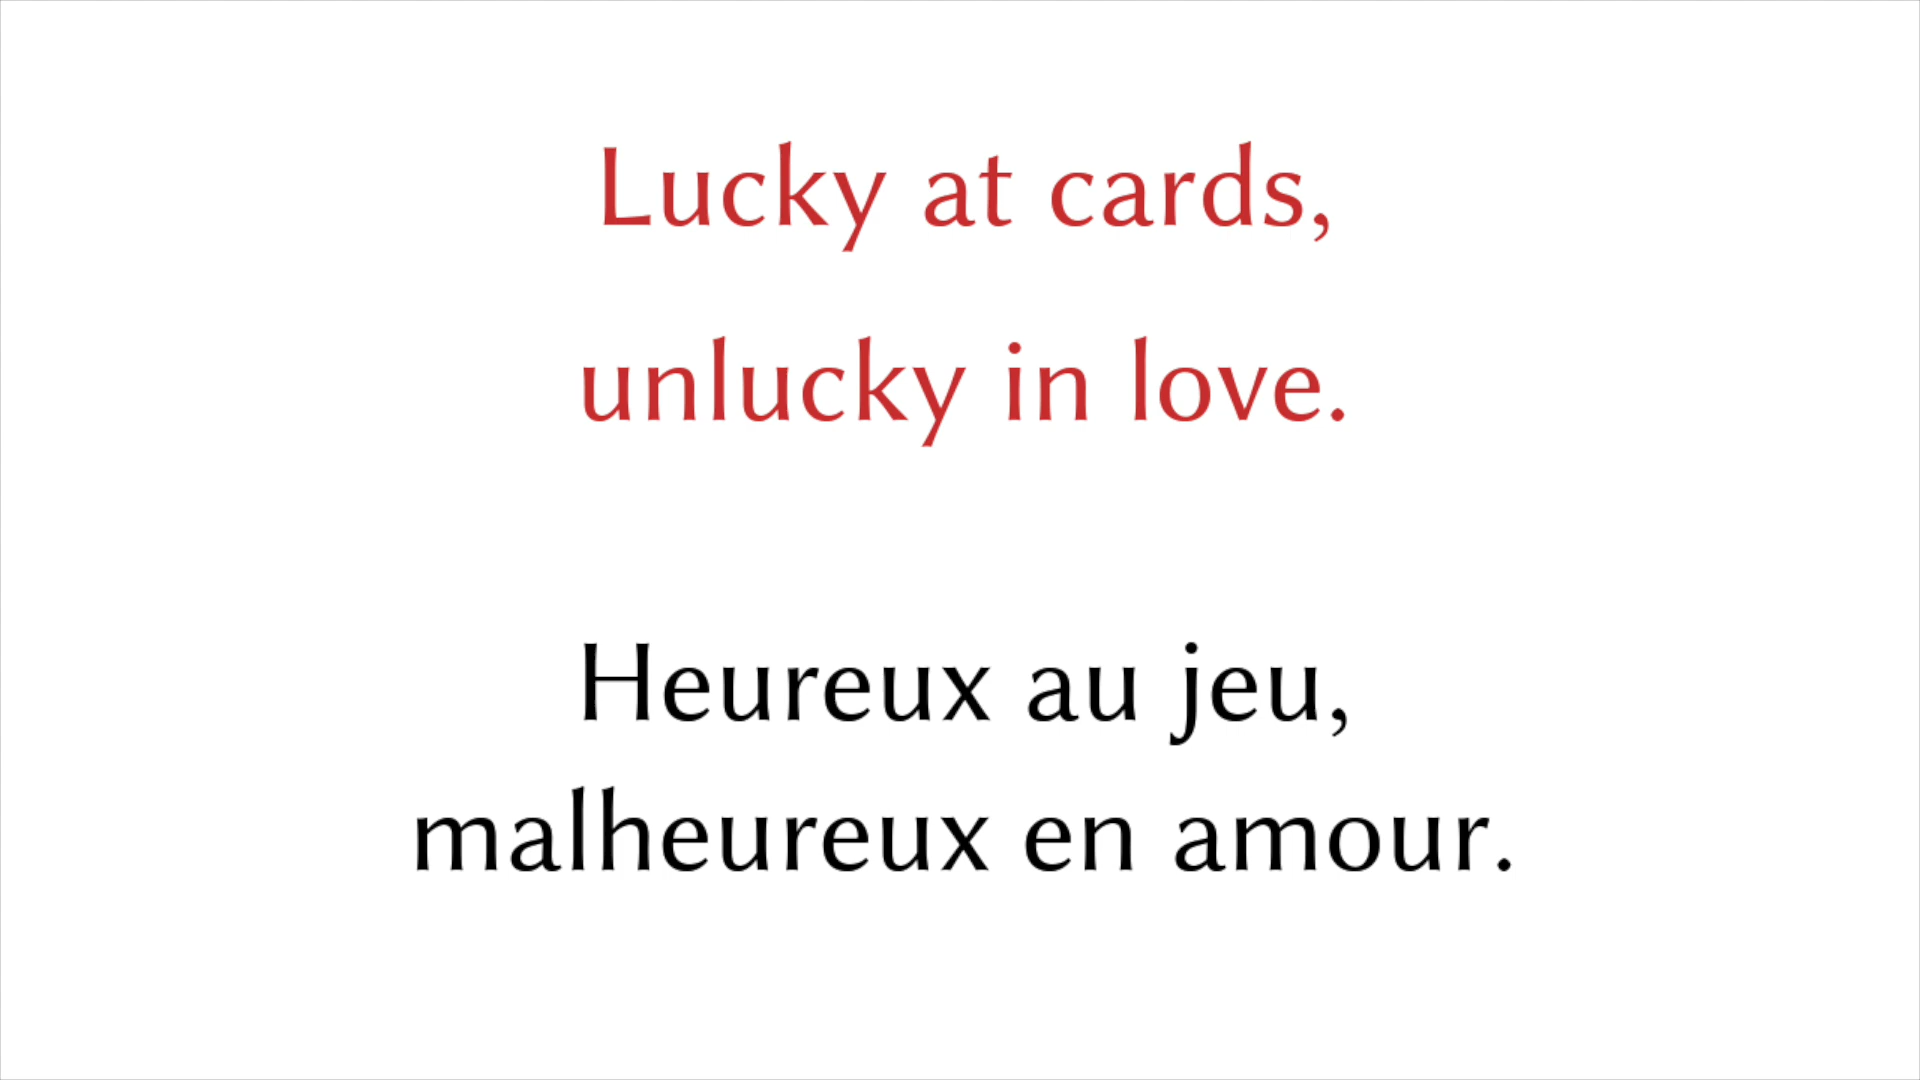 Lucky at cards,
unlucky in love.
Heureux au jeu,
malheureux en amour.